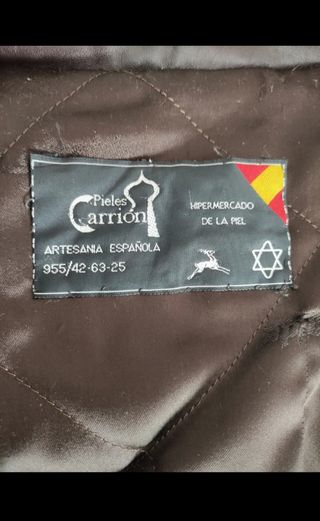 Pieles
Carrión
HIPERMERCADO
DE LA PIEL
ARTESANIA ESPAÑOLA
955/42-63-25